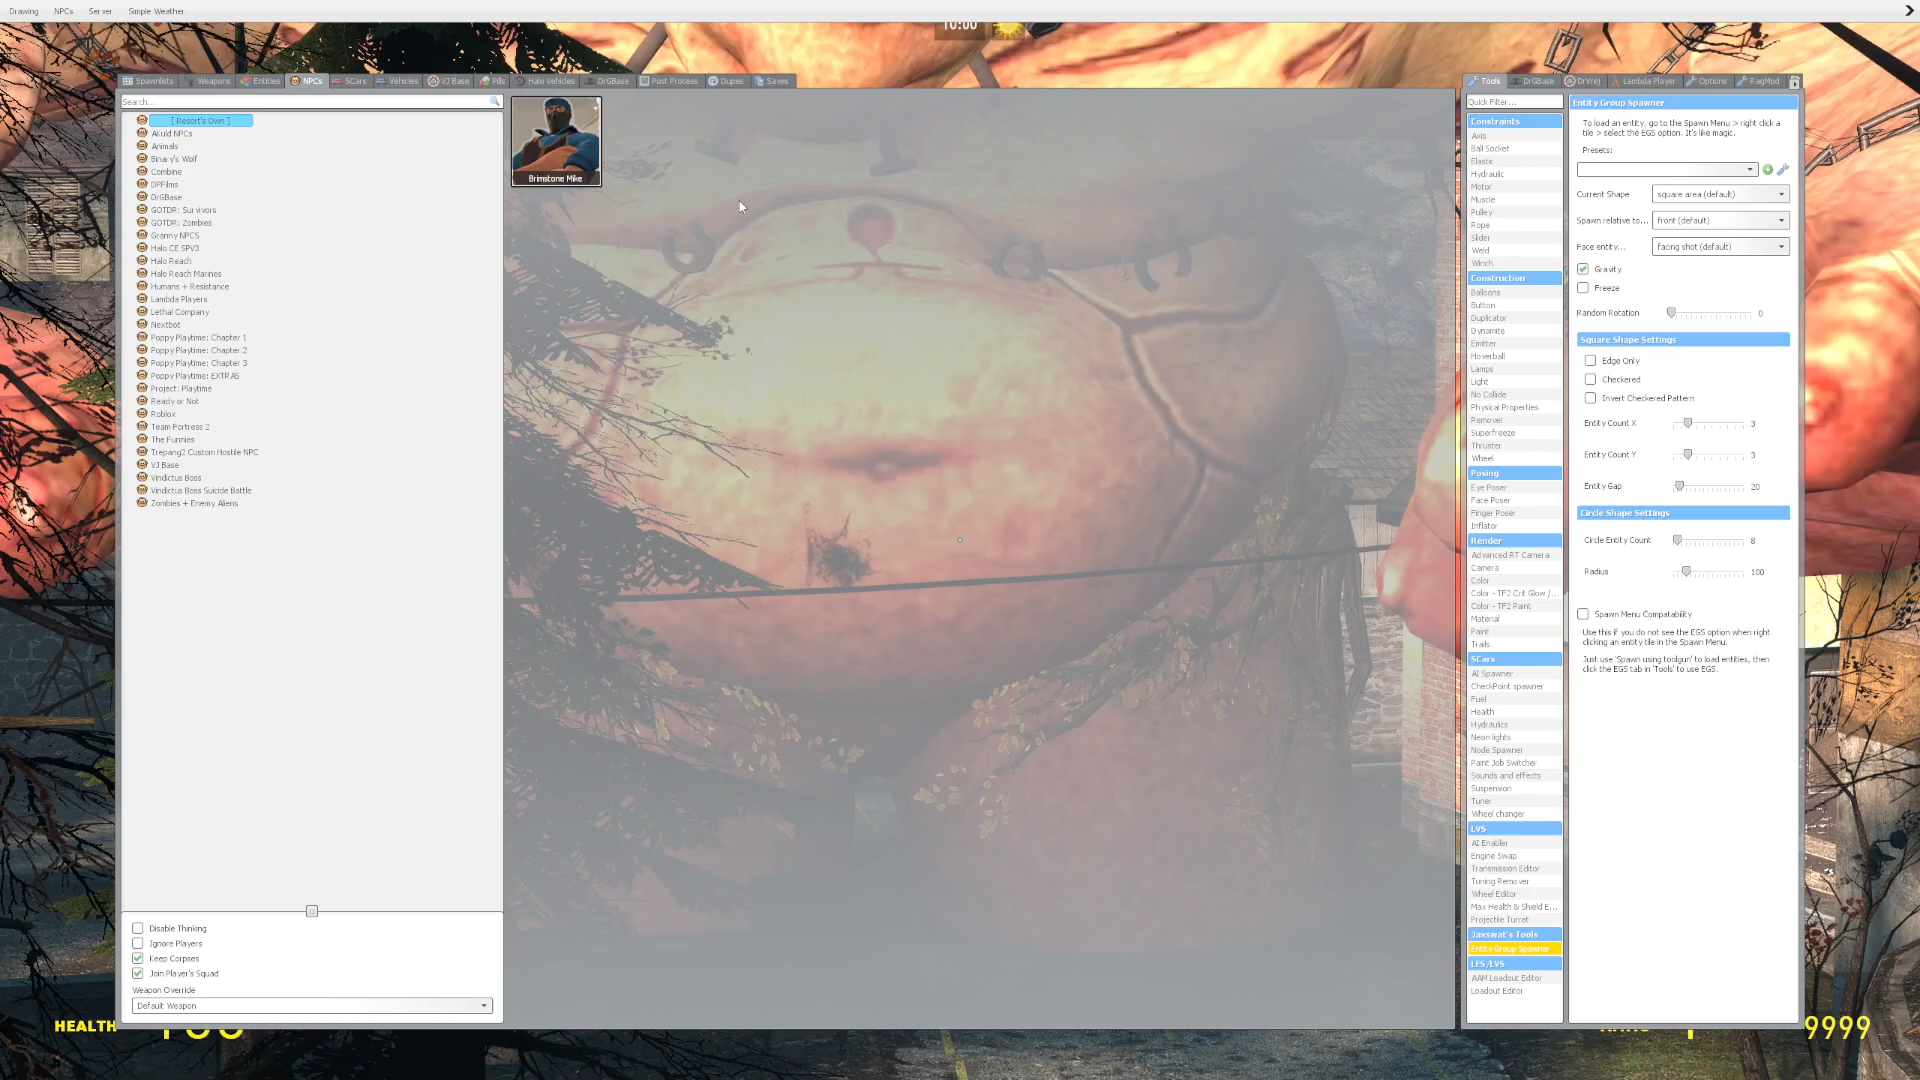 Drawing NPCs Server Simple Weather
10:00
Spawnlists Weapons Entities NPCs SCars Vehicles VJ Base Pills Halo Vehicles DrGBase Post Process Dupes Saves
Search...
[ Resort's Own ]
Akuld NPCs
Animals
Binary's Wolf
Combine
DPFilms
DrGBase
GOTDR: Survivors
GOTDR: Zombies
Granny NPCS
Halo CE SPV3
Halo Reach
Halo Reach Marines
Humans + Resistance
Lambda Players
Lethal Company
Nextbot
Poppy Playtime: Chapter 1
Poppy Playtime: Chapter 2
Poppy Playtime: Chapter 3
Poppy Playtime: EXTRAS
Project: Playtime
Ready or Not
Roblox
Team Fortress 2
The Funnies
Trepang2 Custom Hostile NPC
VJ Base
Vindictus Boss
Vindictus Boss Suicide Battle
Zombies + Enemy Aliens
Disable Thinking
Ignore Players
Keep Corpses
Join Player's Squad
Weapon Override
Default Weapon
Brimstone Mike
Tools DrGBase DrVrej Lambda Player Options RagMod
Quick Filter...
Constraints
Axis
Ball Socket
Elastic
Hydraulic
Motor
Muscle
Pulley
Rope
Slider
Weld
Winch
Construction
Balloons
Button
Duplicator
Dynamite
Emitter
Hoverball
Lamps
Light
No Collide
Physical Properties
Remover
Superfreeze
Thruster
Wheel
Posing
Eye Poser
Face Poser
Finger Poser
Inflator
Render
Advanced RT Camera
Camera
Color
Color - TF2 Crit Glow /...
Color - TF2 Paint
Material
Paint
Trails
SCars
AI Spawner
CheckPoint spawner
Fuel
Health
Hydraulics
Neon lights
Node Spawner
Paint Job Switcher
Sounds and effects
Suspension
Tuner
Wheel changer
LVS
AI Enabler
Engine Swap
Transmission Editor
Tuning Remover
Wheel Editor
Max Health & Shield E...
Projectile Turret
Jaxswat's Tools
Entity Group Spawner
LFS/LVS
AAM Loadout Editor
Loadout Editor
Entity Group Spawner
To load an entity, go to the Spawn Menu > right click a
tile > select the EGS option. It's like magic.
Presets:
Current Shape square area (default)
Spawn relative to... front (default)
Face entity... facing shot (default)
Gravity
Freeze
Random Rotation 0
Square Shape Settings
Edge Only
Checkered
Invert Checkered Pattern
Entity Count X 3
Entity Count Y 3
Entity Gap 20
Circle Shape Settings
Circle Entity Count 8
Radius 100
Spawn Menu Compatability
Use this if you do not see the EGS option when right
clicking an entity tile in the Spawn Menu.
Just use 'Spawn using toolgun' to load entities, then
click the EGS tab in 'Tools' to use EGS.
HEALTH
9999